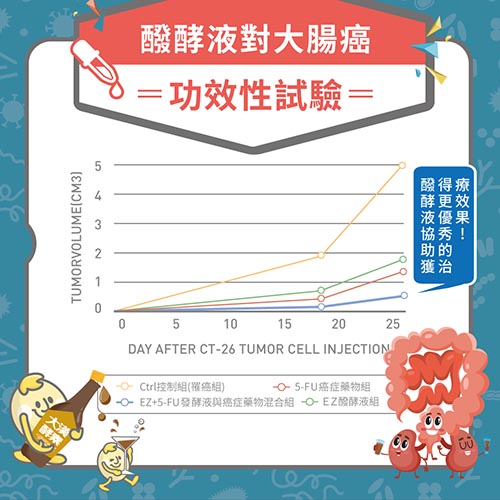 醱酵液對大腸癌
=功效性試驗=
TUMORVOLUME(CM3)
5
4
3
2
1
0
0 5 10 15 20 25
DAY AFTER CT-26 TUMOR CELL INJECTION
醱酵液協助獲
得更優秀的治
療效果！
Ctrl控制組(罹癌組)
5-FU癌症藥物組
EZ+5-FU發酵液與癌症藥物混合組
EZ醱酵液組
大漢
酵素